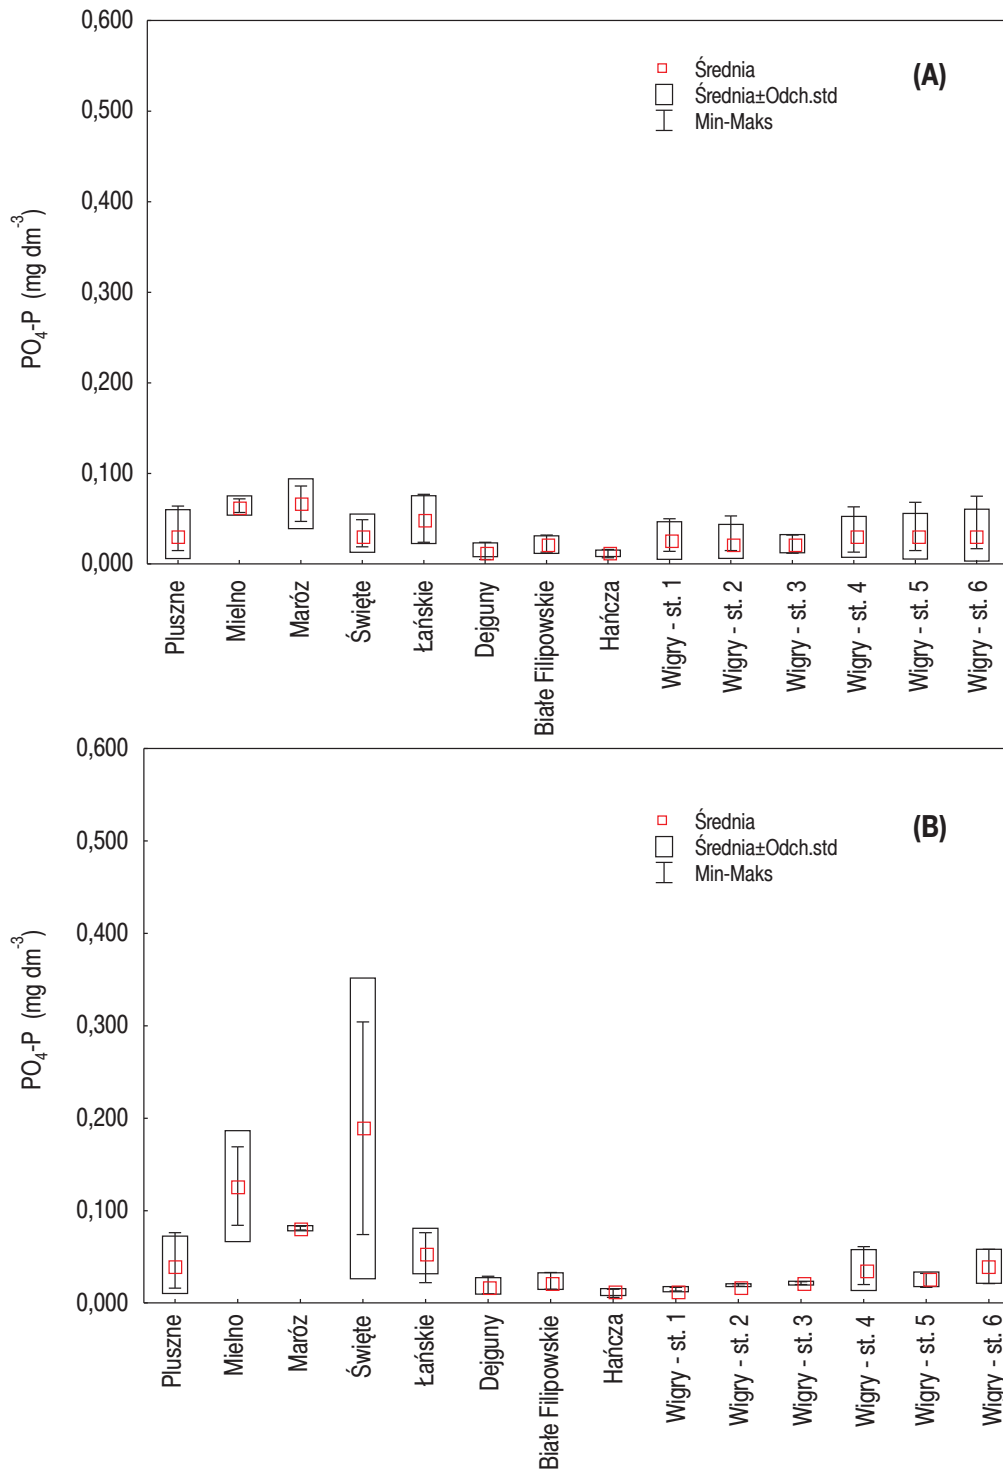 0,600
0,500
0,400
0,300
0,200
0,100
0,000
PO4-P (mg dm-3)
Średnia
Średnia±Odch.std
Min-Maks
(A)
Pluszne
Mielno
Maróz
Święte
Łańskie
Dejguny
Białe Filipowskie
Hańcza
Wigry - st. 1
Wigry - st. 2
Wigry - st. 3
Wigry - st. 4
Wigry - st. 5
Wigry - st. 6
0,600
0,500
0,400
0,300
0,200
0,100
0,000
PO4-P (mg dm-3)
Średnia
Średnia±Odch.std
Min-Maks
(B)
Pluszne
Mielno
Maróz
Święte
Łańskie
Dejguny
Białe Filipowskie
Hańcza
Wigry - st. 1
Wigry - st. 2
Wigry - st. 3
Wigry - st. 4
Wigry - st. 5
Wigry - st. 6